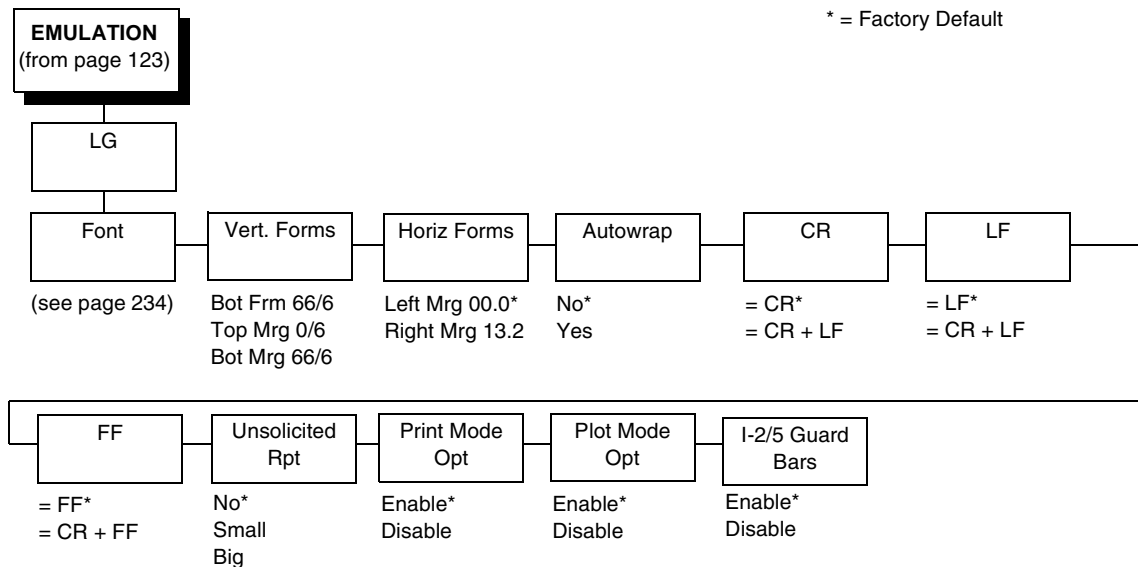 * = Factory Default
EMULATION
(from page 123)
LG
Font
(see page 234)
Vert. Forms
Bot Frm 66/6
Top Mrg 0/6
Bot Mrg 66/6
Horiz Forms
Left Mrg 00.0*
Right Mrg 13.2
Autowrap
No*
Yes
CR
= CR*
= CR + LF
LF
= LF*
= CR + LF
FF
= FF*
= CR + FF
Unsolicited
Rpt
No*
Small
Big
Print Mode
Opt
Enable*
Disable
Plot Mode
Opt
Enable*
Disable
I-2/5 Guard
Bars
Enable*
Disable